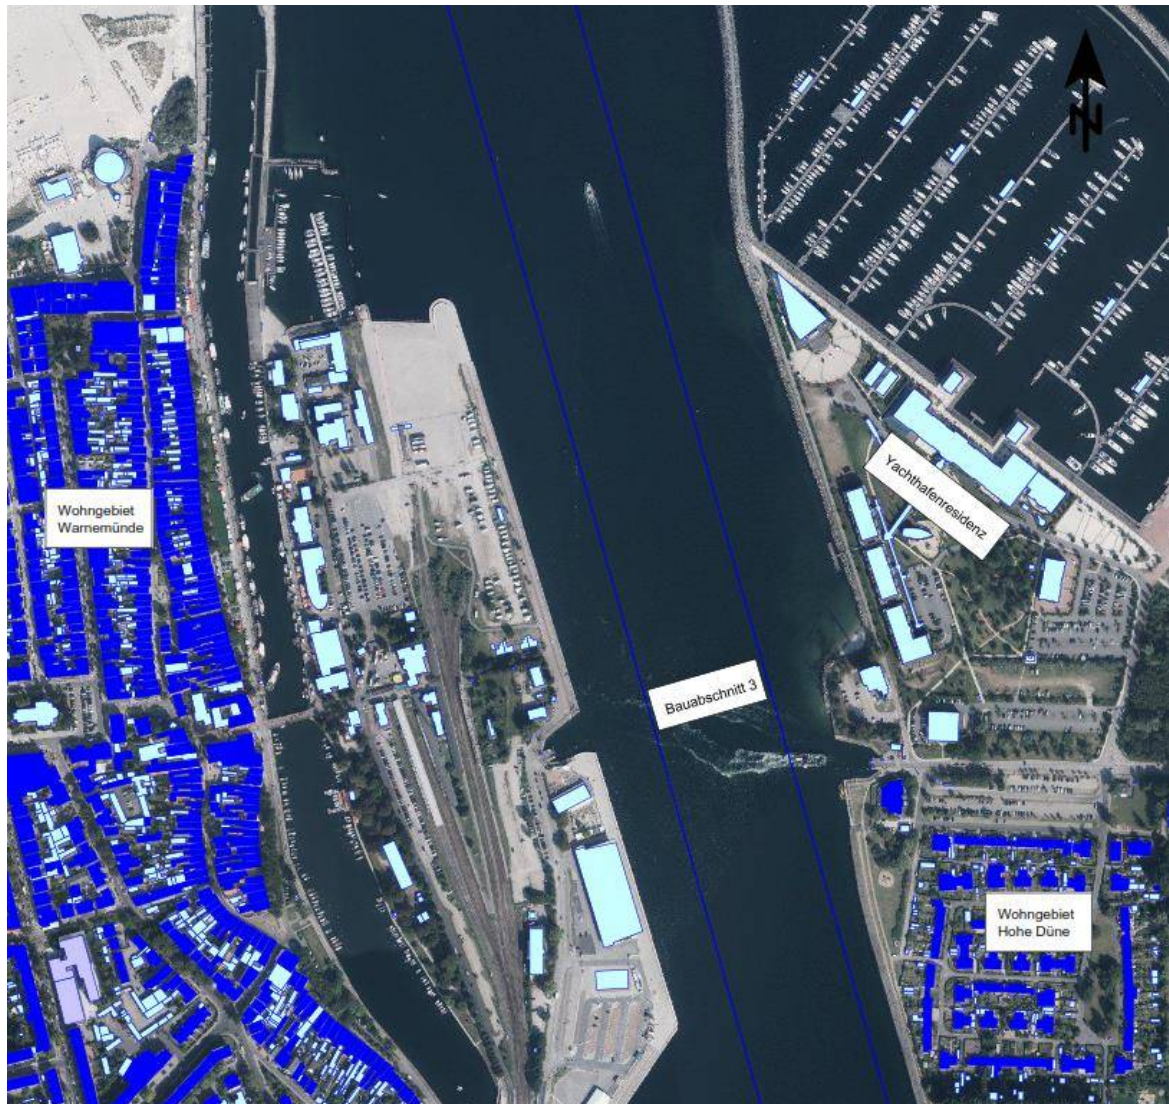 N
Wohngebiet
Warnemünde
Yachthafenresidenz
Bauabschnitt 3
Wohngebiet
Hohe Düne